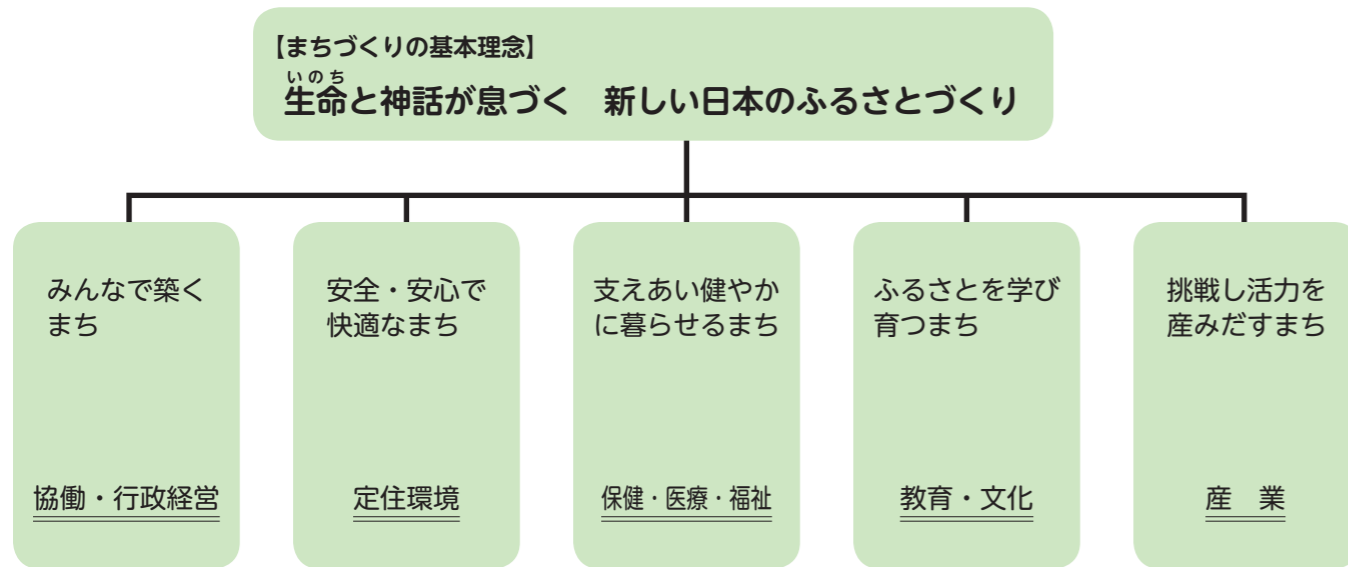 【まちづくりの基本理念】
いのち
生命と神話が息づく　新しい日本のふるさとづくり
みんなで築く
まち
協働・行政経営
安全・安心で
快適なまち
定住環境
支えあい健やか
に暮らせるまち
保健・医療・福祉
ふるさとを学び
育つまち
教育・文化
挑戦し活力を
産みだすまち
産　業